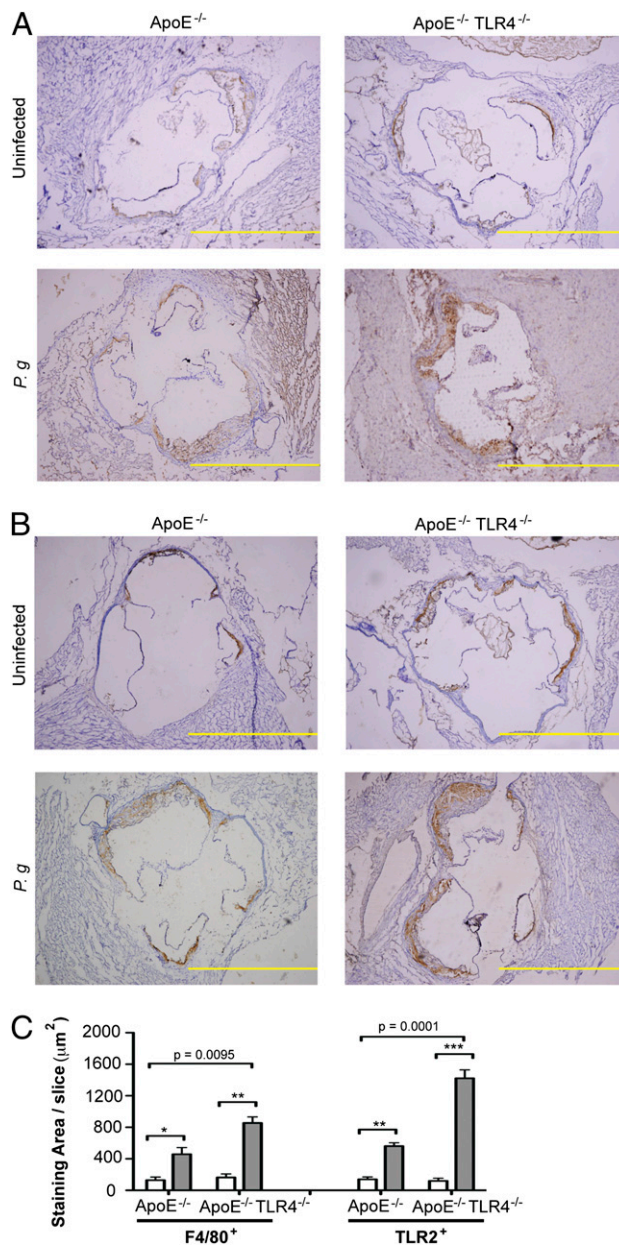 A
ApoE-/-
ApoE-/- TLR4-/-
Uninfected
P. g
B
ApoE-/-
ApoE-/- TLR4-/-
Uninfected
P. g
C
Staining Area / slice (μm2)
2000
1600
1200
800
400
0
p = 0.0095
*
**
p = 0.0001
**
***
ApoE-/-
ApoE-/- TLR4-/-
ApoE-/-
ApoE-/- TLR4-/-
F4/80+
TLR2+